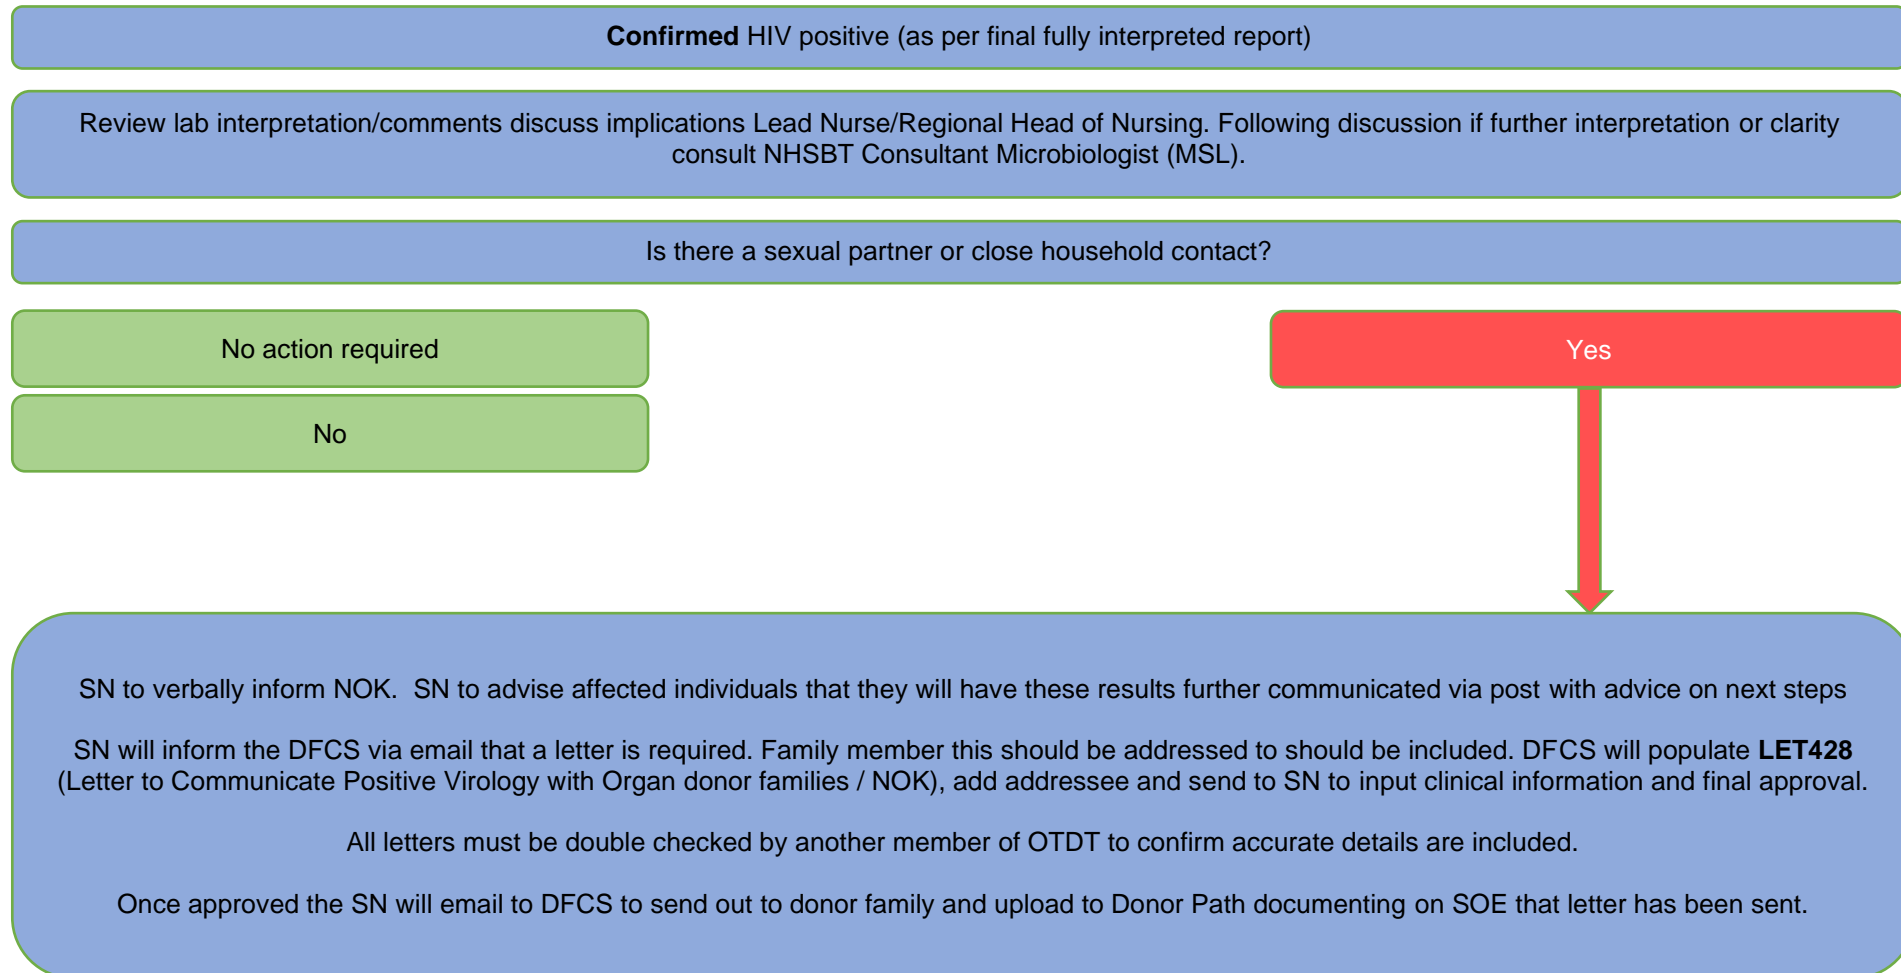 Confirmed HIV positive (as per final fully interpreted report)
Review lab interpretation/comments discuss implications Lead Nurse/Regional Head of Nursing. Following discussion if further interpretation or clarity
consult NHSBT Consultant Microbiologist (MSL).
Is there a sexual partner or close household contact?
No action required
Yes
No
SN to verbally inform NOK.  SN to advise affected individuals that they will have these results further communicated via post with advice on next steps
SN will inform the DFCS via email that a letter is required. Family member this should be addressed to should be included. DFCS will populate LET428
(Letter to Communicate Positive Virology with Organ donor families / NOK), add addressee and send to SN to input clinical information and final approval.
All letters must be double checked by another member of OTDT to confirm accurate details are included.
Once approved the SN will email to DFCS to send out to donor family and upload to Donor Path documenting on SOE that letter has been sent.